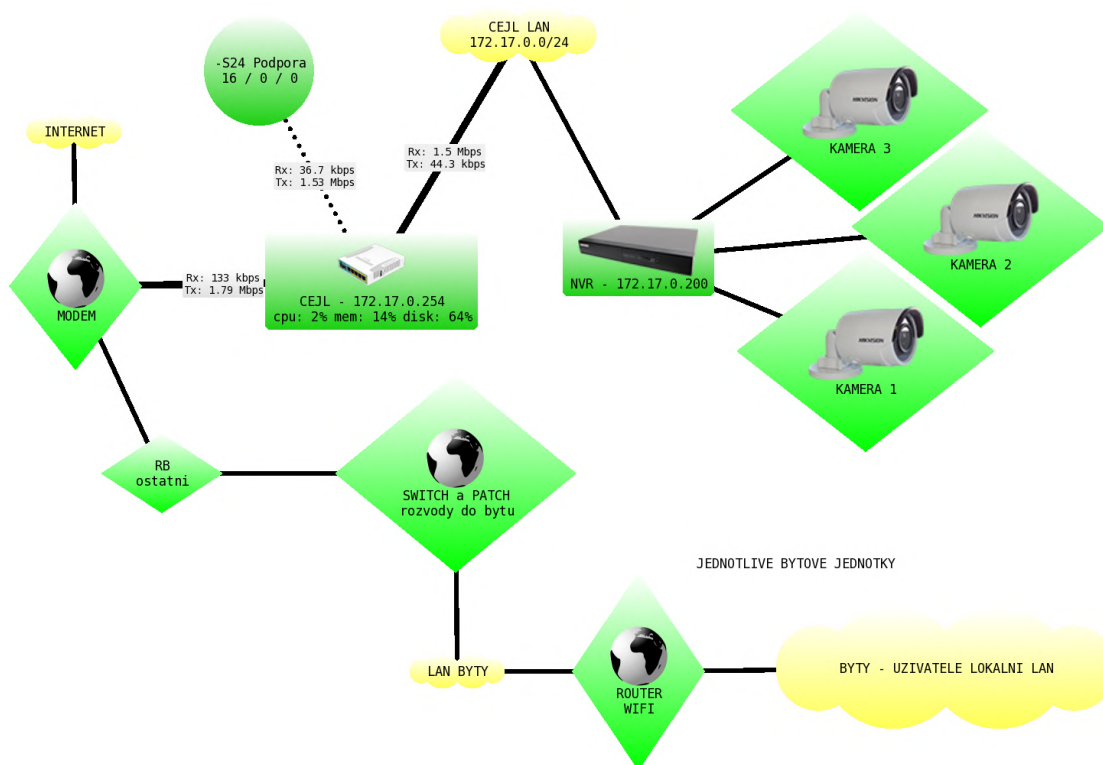 CEJL LAN
172.17.0.0/24
-S24 Podpora
16 / 0 / 0
INTERNET
Rx: 1.5 Mbps
Tx: 44.3 kbps
Rx: 36.7 kbps
Tx: 1.53 Mbps
HIKVISION
KAMERA 3
HIKVISION
KAMERA 2
Rx: 133 kbps
Tx: 1.79 Mbps
MODEM
CEJL - 172.17.0.254
cpu: 2% mem: 14% disk: 64%
NVR - 172.17.0.200
HIKVISION
KAMERA 1
RB
ostatni
SWITCH a PATCH
rozvody do bytu
JEDNOTLIVE BYTOVE JEDNOTKY
LAN BYTY
ROUTER
WIFI
BYTY - UZIVATELE LOKALNI LAN